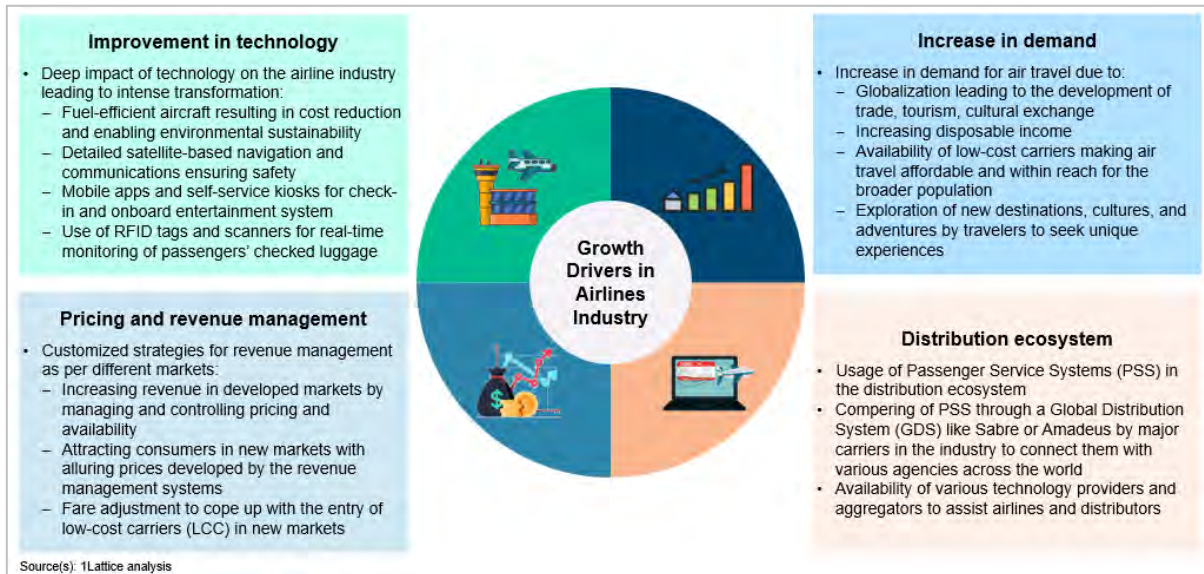 Improvement in technology
• Deep impact of technology on the airline industry
leading to intense transformation:
– Fuel-efficient aircraft resulting in cost reduction
and enabling environmental sustainability
– Detailed satellite-based navigation and
communications ensuring safety
– Mobile apps and self-service kiosks for check-
in and onboard entertainment system
– Use of RFID tags and scanners for real-time
monitoring of passengers' checked luggage
Increase in demand
• Increase in demand for air travel due to:
– Globalization leading to the development of
trade, tourism, cultural exchange
– Increasing disposable income
– Availability of low-cost carriers making air
travel affordable and within reach for the
broader population
– Exploration of new destinations, cultures, and
adventures by travelers to seek unique
experiences
Growth
Drivers in
Airlines
Industry
Pricing and revenue management
• Customized strategies for revenue management
as per different markets:
– Increasing revenue in developed markets by
managing and controlling pricing and
availability
– Attracting consumers in new markets with
alluring prices developed by the revenue
management systems
– Fare adjustment to cope up with the entry of
low-cost carriers (LCC) in new markets
Distribution ecosystem
• Usage of Passenger Service Systems (PSS) in
the distribution ecosystem
• Compering of PSS through a Global Distribution
System (GDS) like Sabre or Amadeus by major
carriers in the industry to connect them with
various agencies across the world
• Availability of various technology providers and
aggregators to assist airlines and distributors
Source(s): 1Lattice analysis